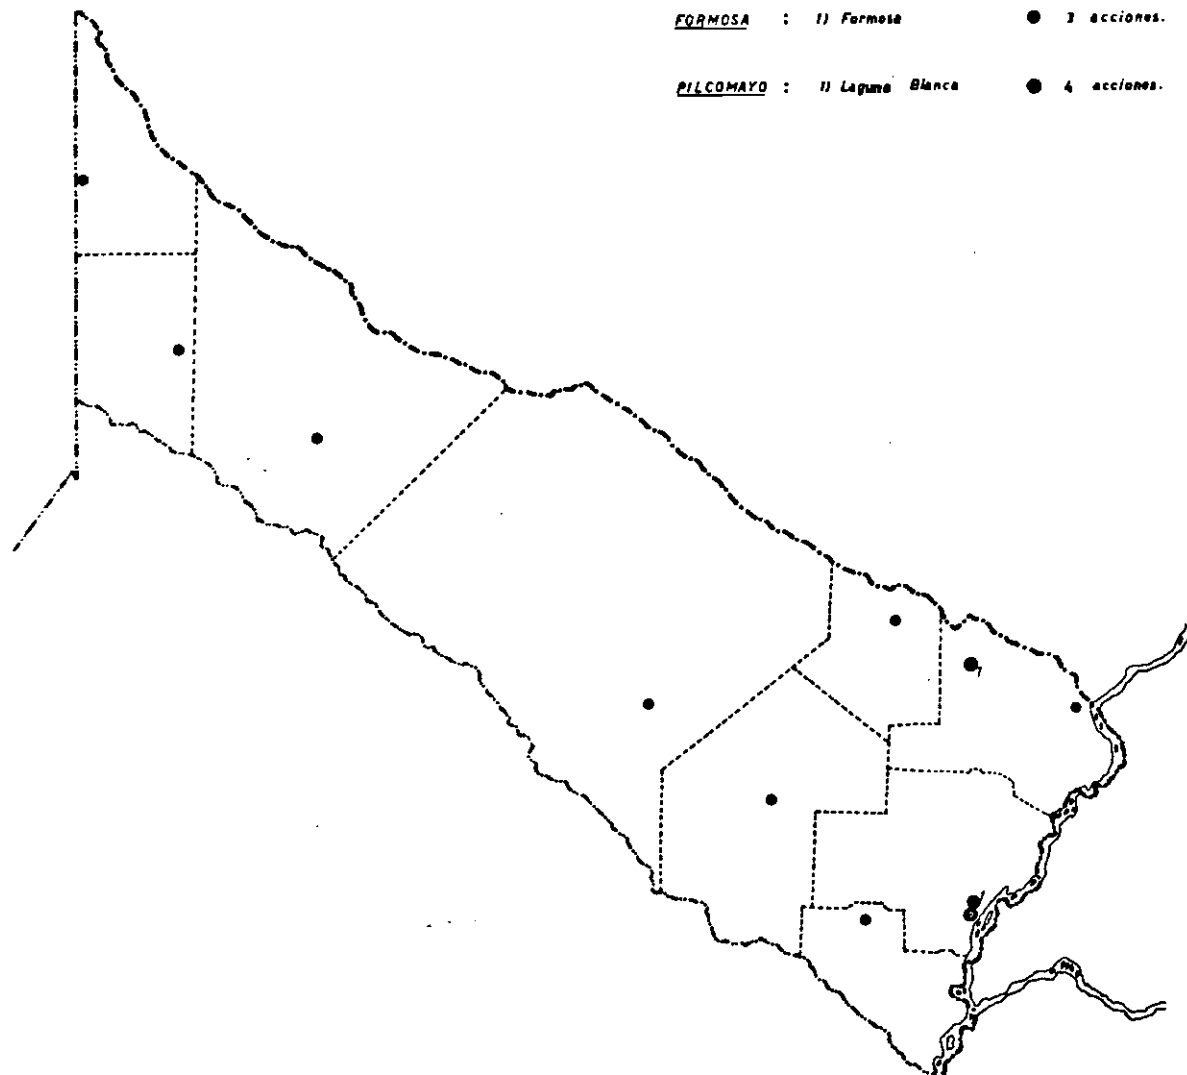 FORMOSA : 1) Formosa ● 3 acciones.
PILCOMAYO : 1) Laguna Blanca ● 4 acciones.